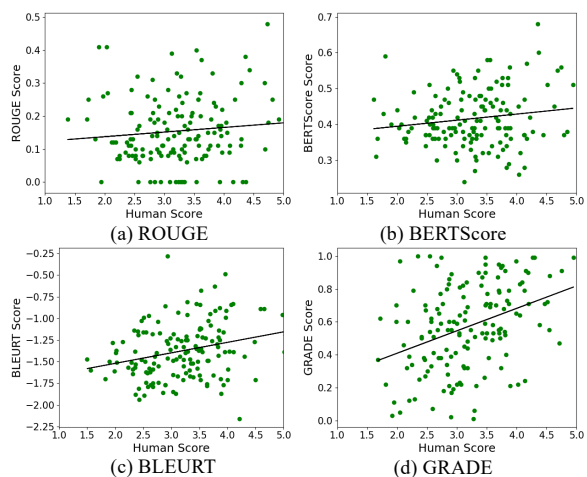 0.5
0.4
0.3
0.2
0.1
0.0
ROUGE Score
1.0 1.5 2.0 2.5 3.0 3.5 4.0 4.5 5.0
Human Score
(a) ROUGE
0.7
0.6
0.5
0.4
0.3
BERTScore Score
1.0 1.5 2.0 2.5 3.0 3.5 4.0 4.5 5.0
Human Score
(b) BERTScore
−0.25
−0.50
−0.75
−1.00
−1.25
−1.50
−1.75
−2.00
−2.25
BLEURT Score
1.0 1.5 2.0 2.5 3.0 3.5 4.0 4.5 5.0
Human Score
(c) BLEURT
1.0
0.8
0.6
0.4
0.2
0.0
GRADE Score
1.0 1.5 2.0 2.5 3.0 3.5 4.0 4.5 5.0
Human Score
(d) GRADE